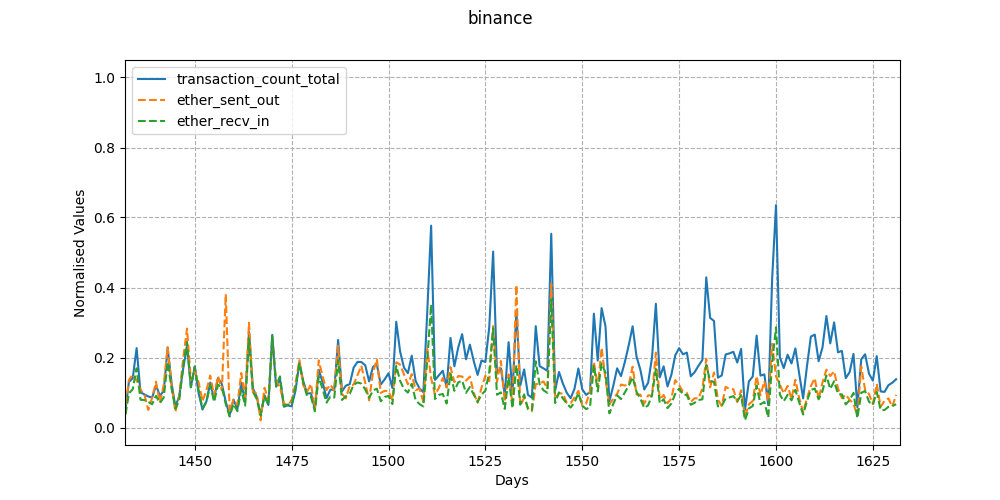 binance
transaction_count_total
ether_sent_out
ether_recv_in
Normalised Values
1.0
0.8
0.6
0.4
0.2
0.0
1450 1475 1500 1525 1550 1575 1600 1625
Days